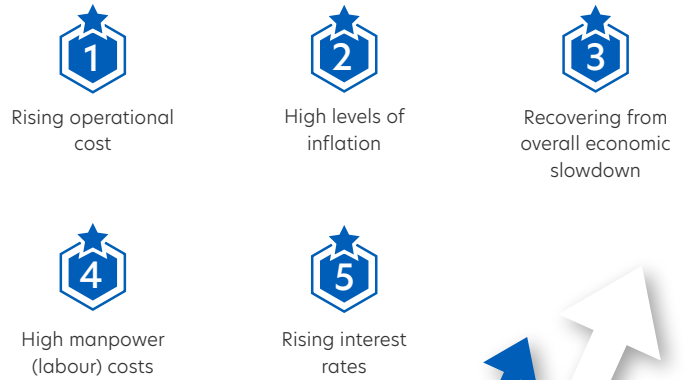 1
Rising operational
cost
2
High levels of
inflation
3
Recovering from
overall economic
slowdown
4
High manpower
(labour) costs
5
Rising interest
rates